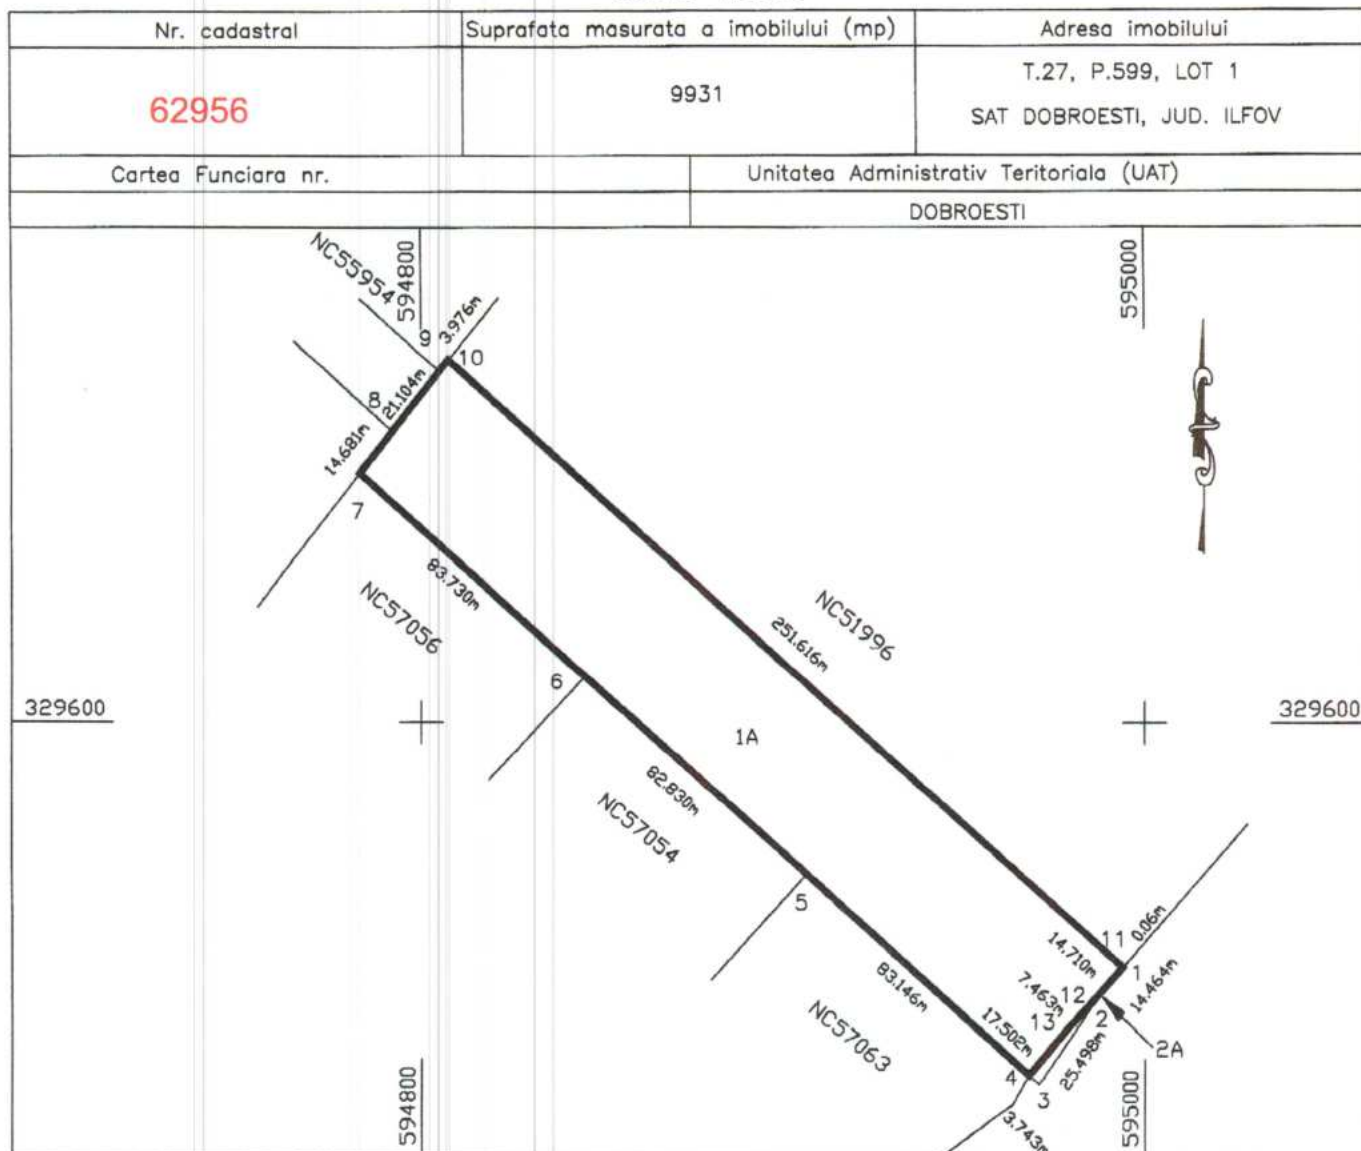 Nr. cadastral
Suprafata masurata a imobilului (mp)
Adresa imobilului
62956
9931
T.27, P.599, LOT 1
SAT DOBROESTI, JUD. ILFOV
Cartea Funciara nr.
Unitatea Administrativ Teritoriala (UAT)
DOBROESTI
NC55954
594800
595000
9
3.976m
10
8
21.104m
14.681m
7
83.730m
NC57056
NC51996
251.616m
6
329600
329600
1A
82.830m
NC57054
5
11
0.06m
14.710m
1
14.464m
7.463m
12
83.146m
NC57063
17.502m
13
2
2A
25.498m
4
3
594800
595000
3.743m